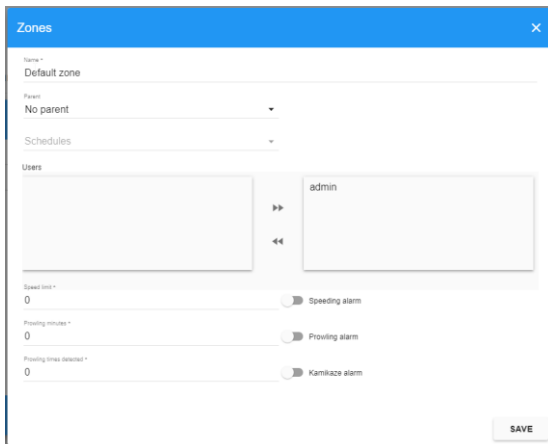 Zones
Name *
Default zone
Parent
No parent
Schedules
Users
admin
Speed limit *
0
Speeding alarm
Prowling minutes *
0
Prowling alarm
Prowling times detected *
0
Kamikaze alarm
SAVE